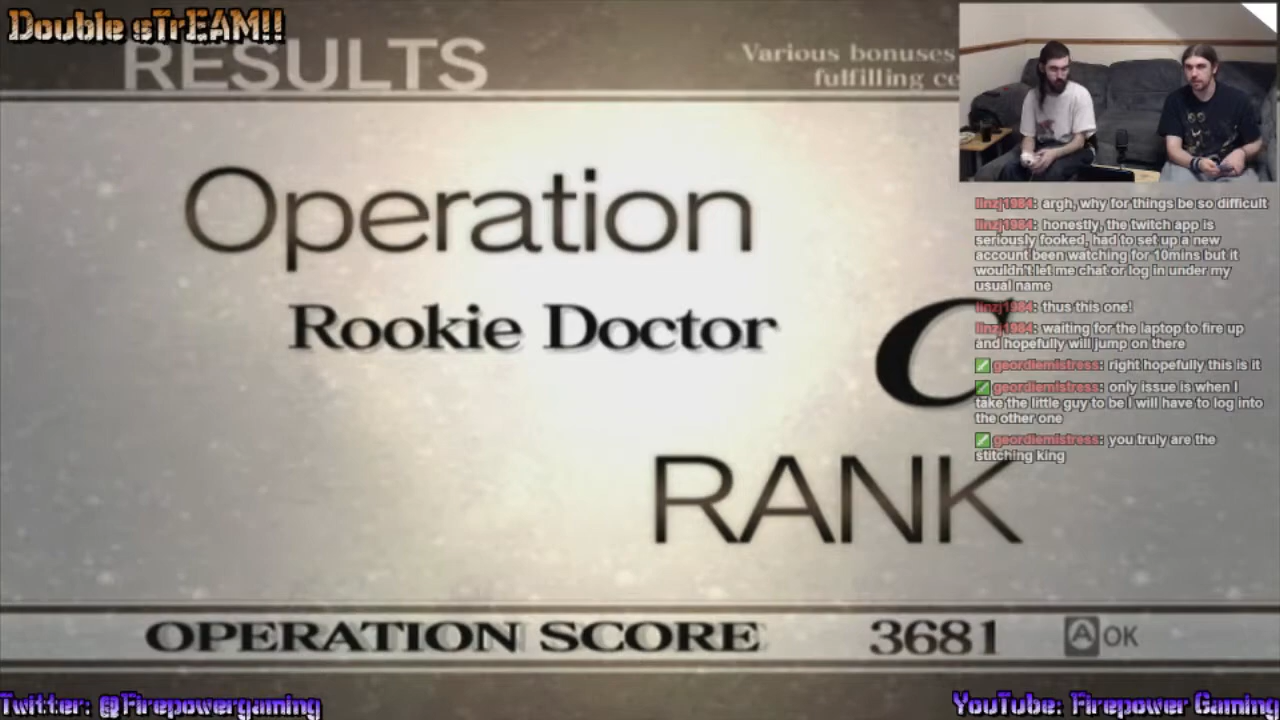 Double sTrEAM!!
RESULTS
Various bonuses
fulfilling ce
Operation
Rookie Doctor
C
RANK
OPERATION SCORE 3681 A OK
linzj1984: argh, why for things be so difficult
linzj1984: honestly, the twitch app is
seriously fooked, had to set up a new
account been watching for 10mins but it
wouldn't let me chat or log in under my
usual name
linzj1984: thus this one!
linzj1984: waiting for the laptop to fire up
and hopefully will jump on there
geordiemistress: right hopefully this is it
geordiemistress: only issue is when I
take the little guy to be I will have to log into
the other one
geordiemistress: you truly are the
stitching king
Twitter: @Firepowergaming
YouTube: Firepower Gaming